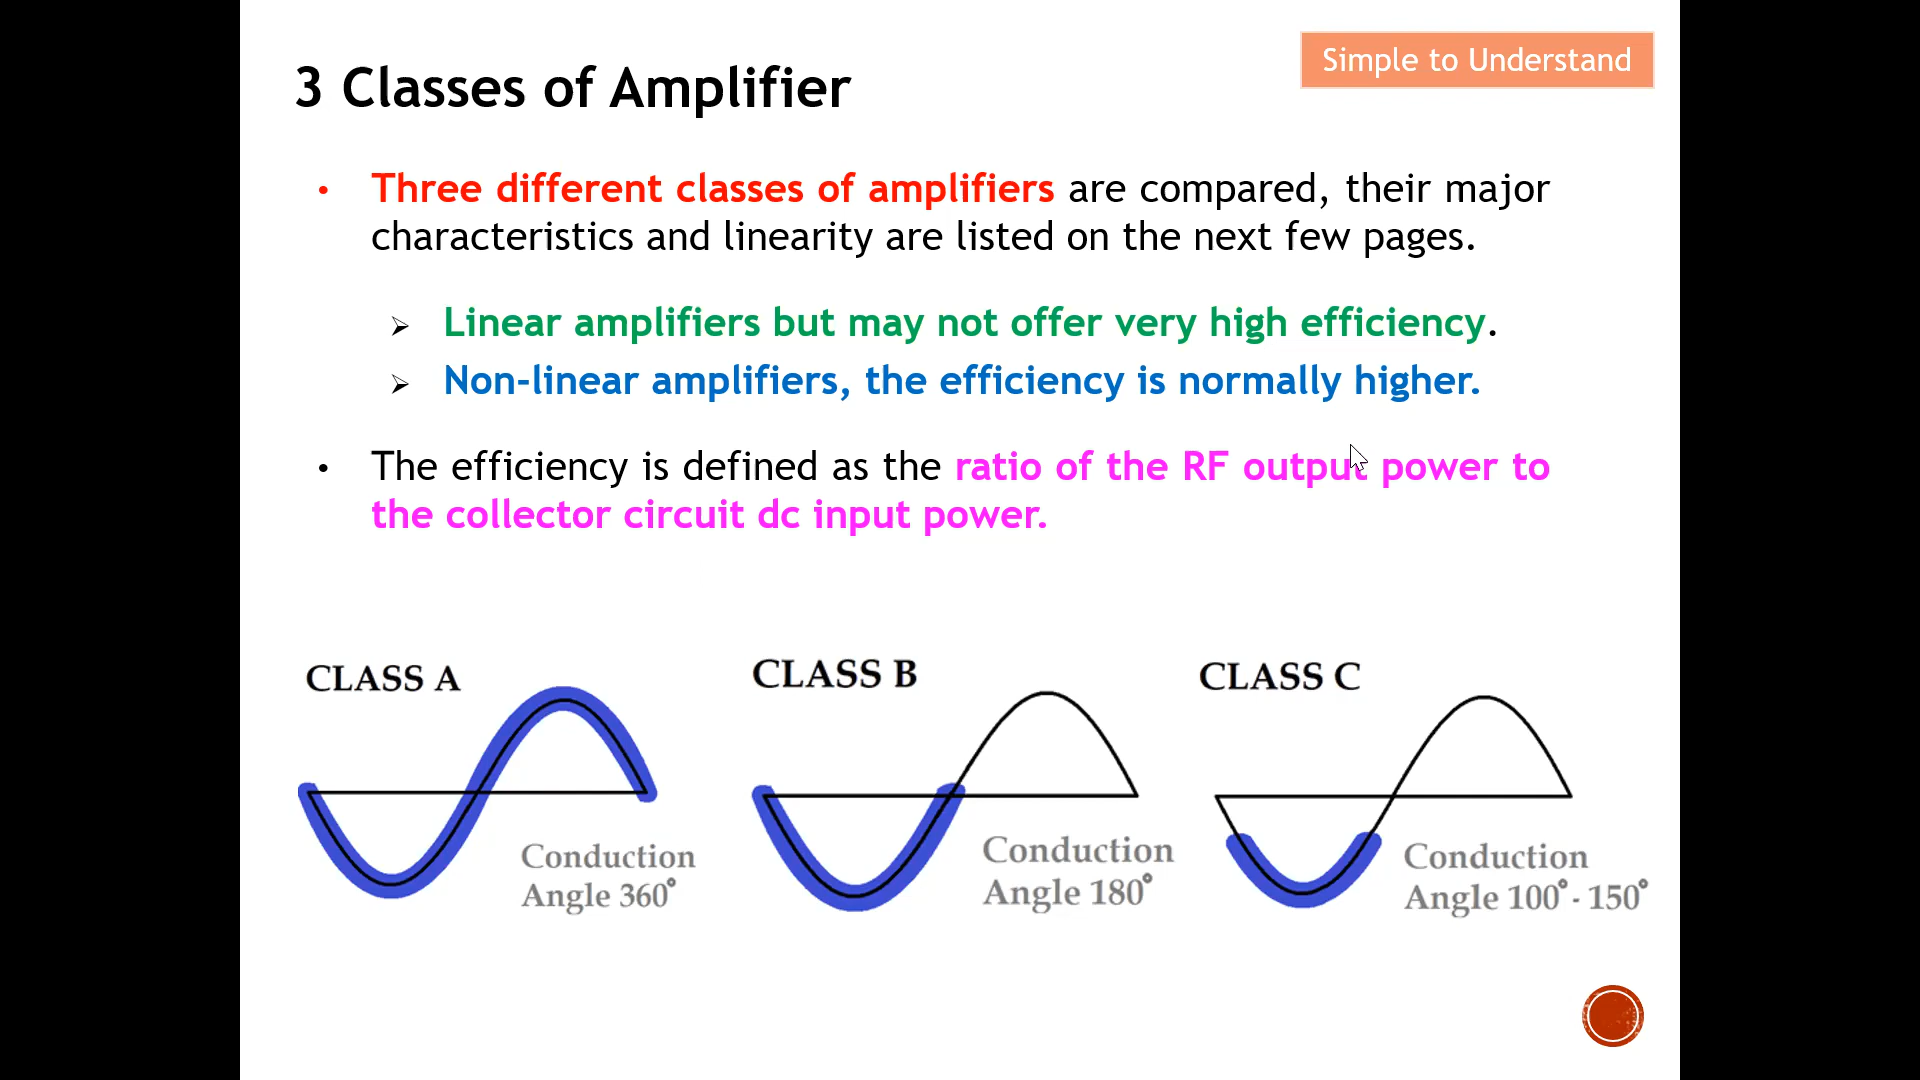 Simple to Understand
3 Classes of Amplifier
• Three different classes of amplifiers are compared, their major
characteristics and linearity are listed on the next few pages.
➢ Linear amplifiers but may not offer very high efficiency.
➢ Non-linear amplifiers, the efficiency is normally higher.
• The efficiency is defined as the ratio of the RF output power to
the collector circuit dc input power.
CLASS A
Conduction
Angle 360°
CLASS B
Conduction
Angle 180°
CLASS C
Conduction
Angle 100° - 150°